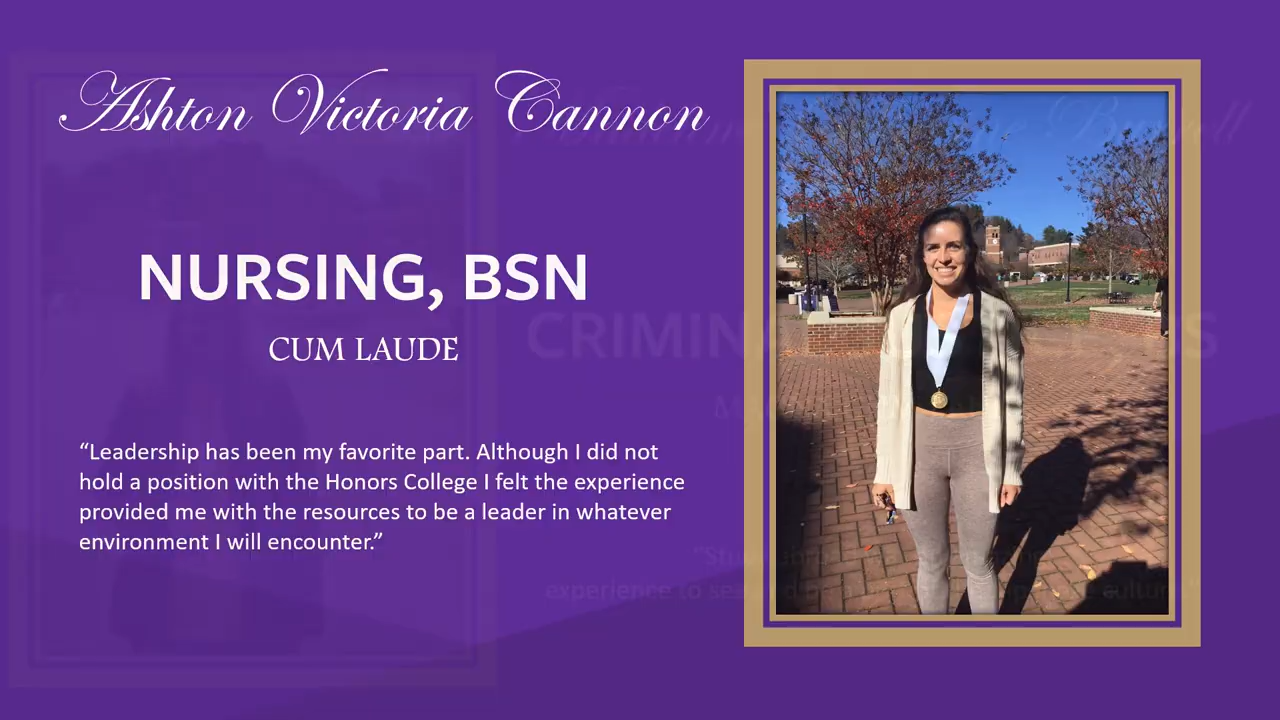 Ashton Victoria Cannon
NURSING, BSN
CUM LAUDE
“Leadership has been my favorite part. Although I did not
hold a position with the Honors College I felt the experience
provided me with the resources to be a leader in whatever
environment I will encounter.”